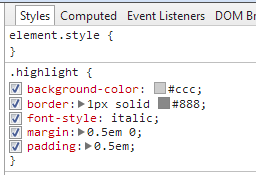 Styles Computed Event Listeners DOM Br
element.style {
}
.highlight {
background-color: #ccc;
border: 1px solid #888;
font-style: italic;
margin: 0.5em 0;
padding: 0.5em;
}